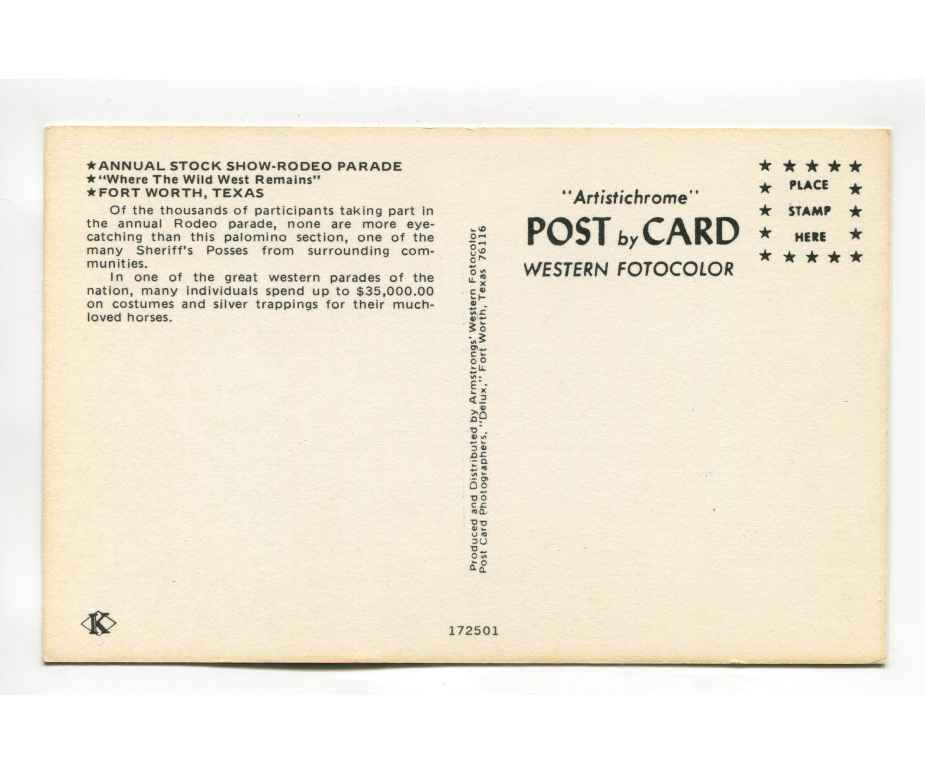 ★ANNUAL STOCK SHOW-RODEO PARADE
★"Where The Wild West Remains"
★FORT WORTH, TEXAS
Of the thousands of participants taking part in
the annual Rodeo parade, none are more eye-
catching than this palomino section, one of the
many Sheriff's Posses from surrounding com-
munities.
In one of the great western parades of the
nation, many individuals spend up to $35,000.00
on costumes and silver trappings for their much-
loved horses.
K
Produced and Distributed by Armstrongs' Western Fotocolor
Post Card Photographers, "Delux," Fort Worth, Texas 76116
172501
"Artistichrome"
POST by CARD
WESTERN FOTOCOLOR
PLACE
STAMP
HERE